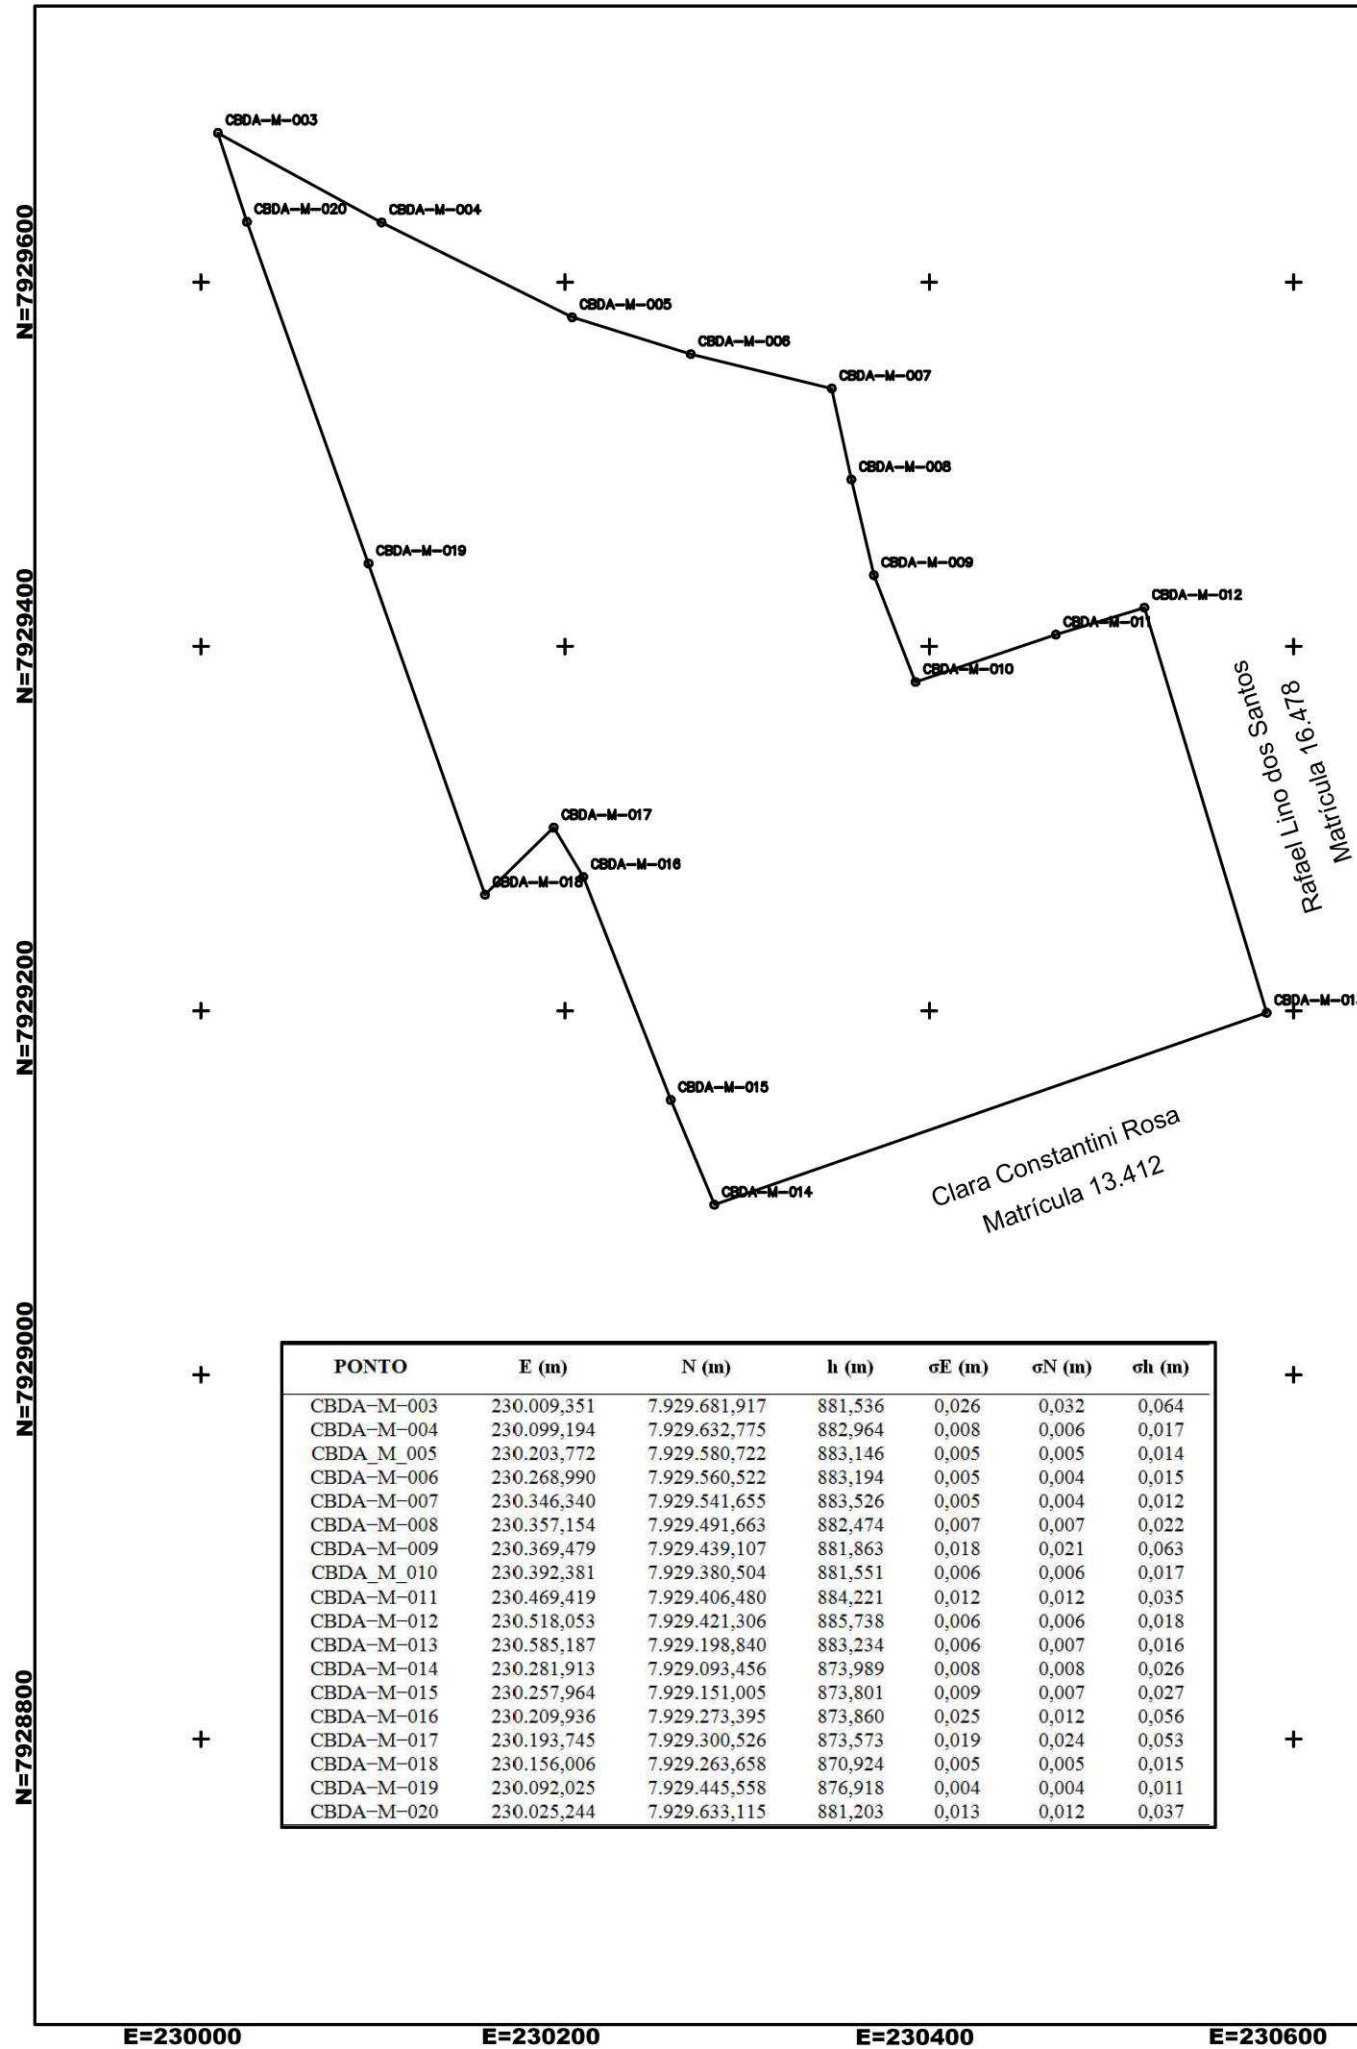 CBDA-M-003
CBDA-M-020
CBDA-M-004
N=7929600
CBDA-M-005
CBDA-M-006
CBDA-M-007
CBDA-M-008
CBDA-M-019
CBDA-M-009
N=7929400
CBDA-M-012
CBDA-M-011
CBDA-M-010
Rafael Lino dos Santos
Matrícula 16.478
CBDA-M-017
CBDA-M-016
CBDA-M-018
N=7929200
CBDA-M-013
CBDA-M-015
CBDA-M-014
Clara Constantini Rosa
Matrícula 13.412
N=7929000
PONTO E (m) N (m) h (m) σE (m) σN (m) σh (m)
CBDA−M−003 230.009,351 7.929.681,917 881,536 0,026 0,032 0,064
CBDA−M−004 230.099,194 7.929.632,775 882,964 0,008 0,006 0,017
CBDA_M_005 230.203,772 7.929.580,722 883,146 0,005 0,005 0,014
CBDA−M−006 230.268,990 7.929.560,522 883,194 0,005 0,004 0,015
CBDA−M−007 230.346,340 7.929.541,655 883,526 0,005 0,004 0,012
CBDA−M−008 230.357,154 7.929.491,663 882,474 0,007 0,007 0,022
CBDA−M−009 230.369,479 7.929.439,107 881,863 0,018 0,021 0,063
CBDA_M_010 230.392,381 7.929.380,504 881,551 0,006 0,006 0,017
CBDA−M−011 230.469,419 7.929.406,480 884,221 0,012 0,012 0,035
CBDA−M−012 230.518,053 7.929.421,306 885,738 0,006 0,006 0,018
CBDA−M−013 230.585,187 7.929.198,840 883,234 0,006 0,007 0,016
CBDA−M−014 230.281,913 7.929.093,456 873,989 0,008 0,008 0,026
CBDA−M−015 230.257,964 7.929.151,005 873,801 0,009 0,007 0,027
CBDA−M−016 230.209,936 7.929.273,395 873,860 0,025 0,012 0,056
CBDA−M−017 230.193,745 7.929.300,526 873,573 0,019 0,024 0,053
CBDA−M−018 230.156,006 7.929.263,658 870,924 0,005 0,005 0,015
CBDA−M−019 230.092,025 7.929.445,558 876,918 0,004 0,004 0,011
CBDA−M−020 230.025,244 7.929.633,115 881,203 0,013 0,012 0,037
N=7928800
E=230000 E=230200 E=230400 E=230600